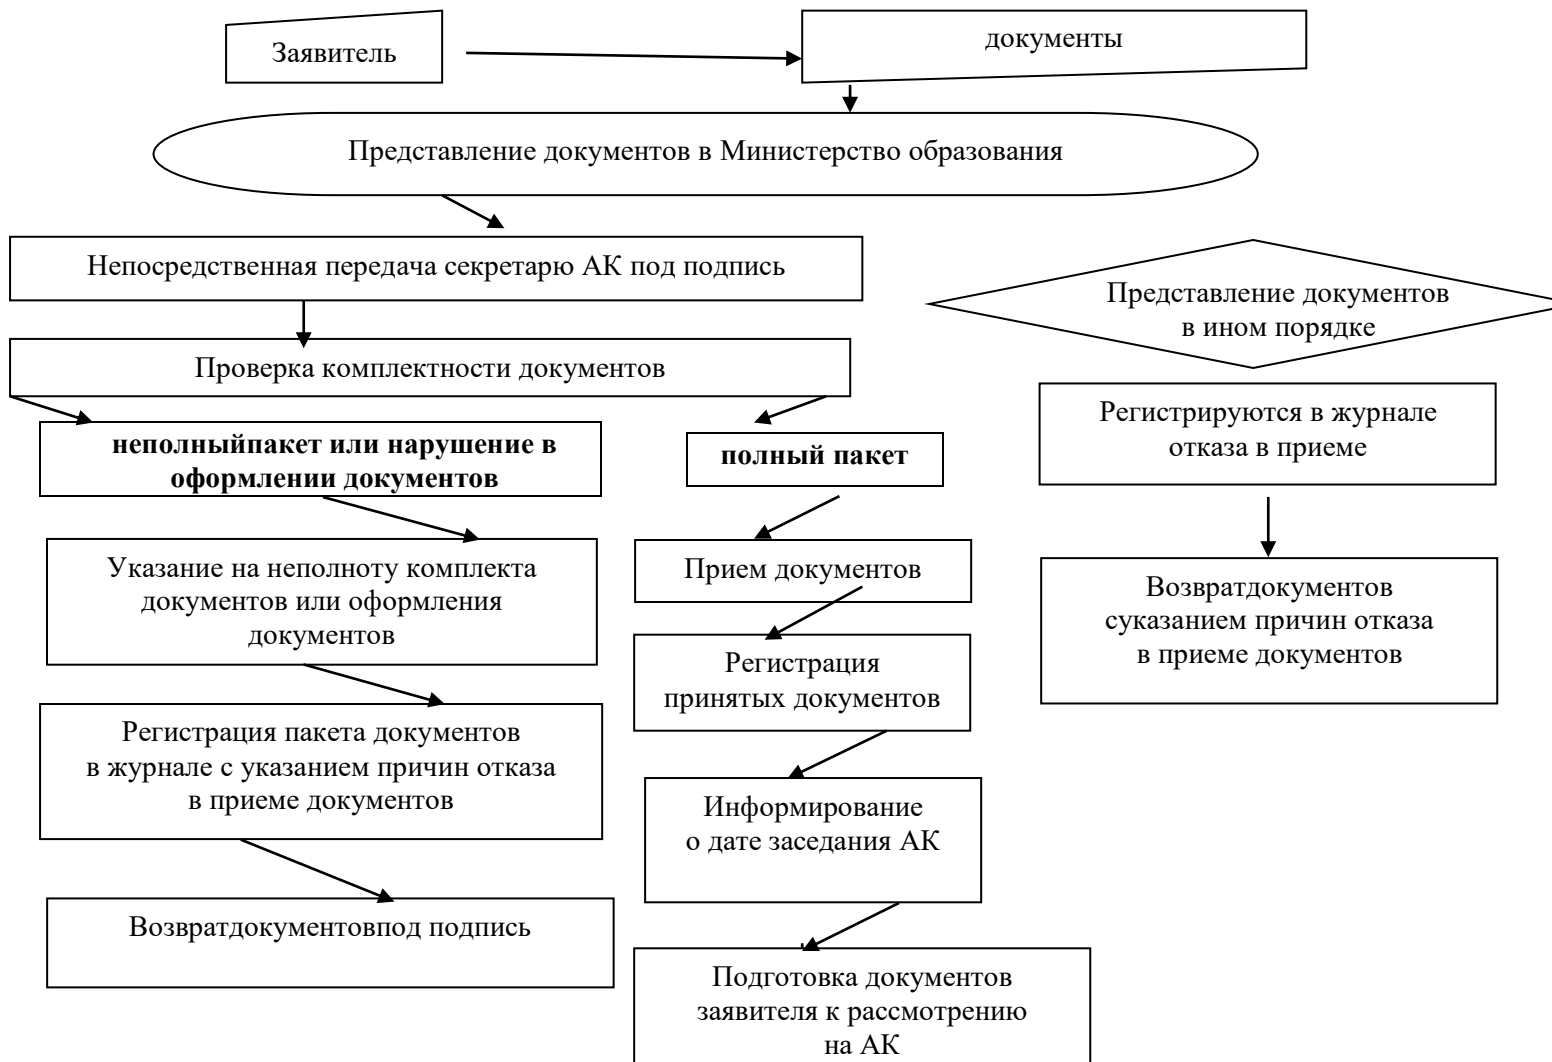 Заявитель
документы
Представление документов в Министерство образования
Непосредственная передача секретарю АК под подпись
Представление документов
в ином порядке
Проверка комплектности документов
Регистрируются в журнале
отказа в приеме
неполныйпакет или нарушение в
оформлении документов
полный пакет
Указание на неполноту комплекта
документов или оформления
документов
Прием документов
Возвратдокументов
суказанием причин отказа
в приеме документов
Регистрация
принятых документов
Регистрация пакета документов
в журнале с указанием причин отказа
в приеме документов
Информирование
о дате заседания АК
Возвратдокументовпод подпись
Подготовка документов
заявителя к рассмотрению
на АК